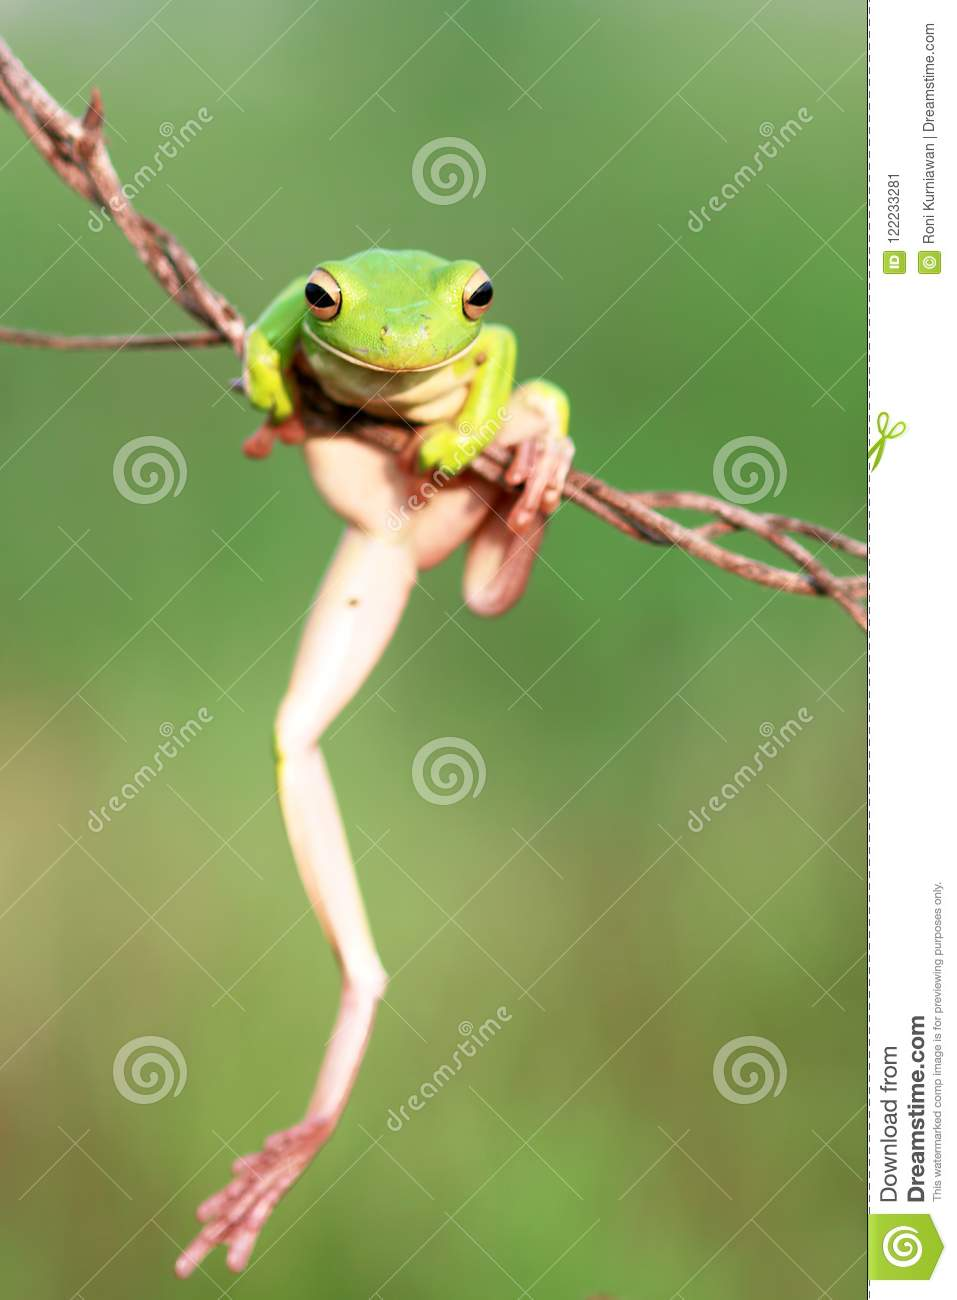 dreamstime
dreamstime
dreamstime
dreamstime
dreamstime
dreamstime
ID 122233281
© Roni Kurniawan | Dreamstime.com
Download from
Dreamstime.com
This watermarked comp image is for previewing purposes only.